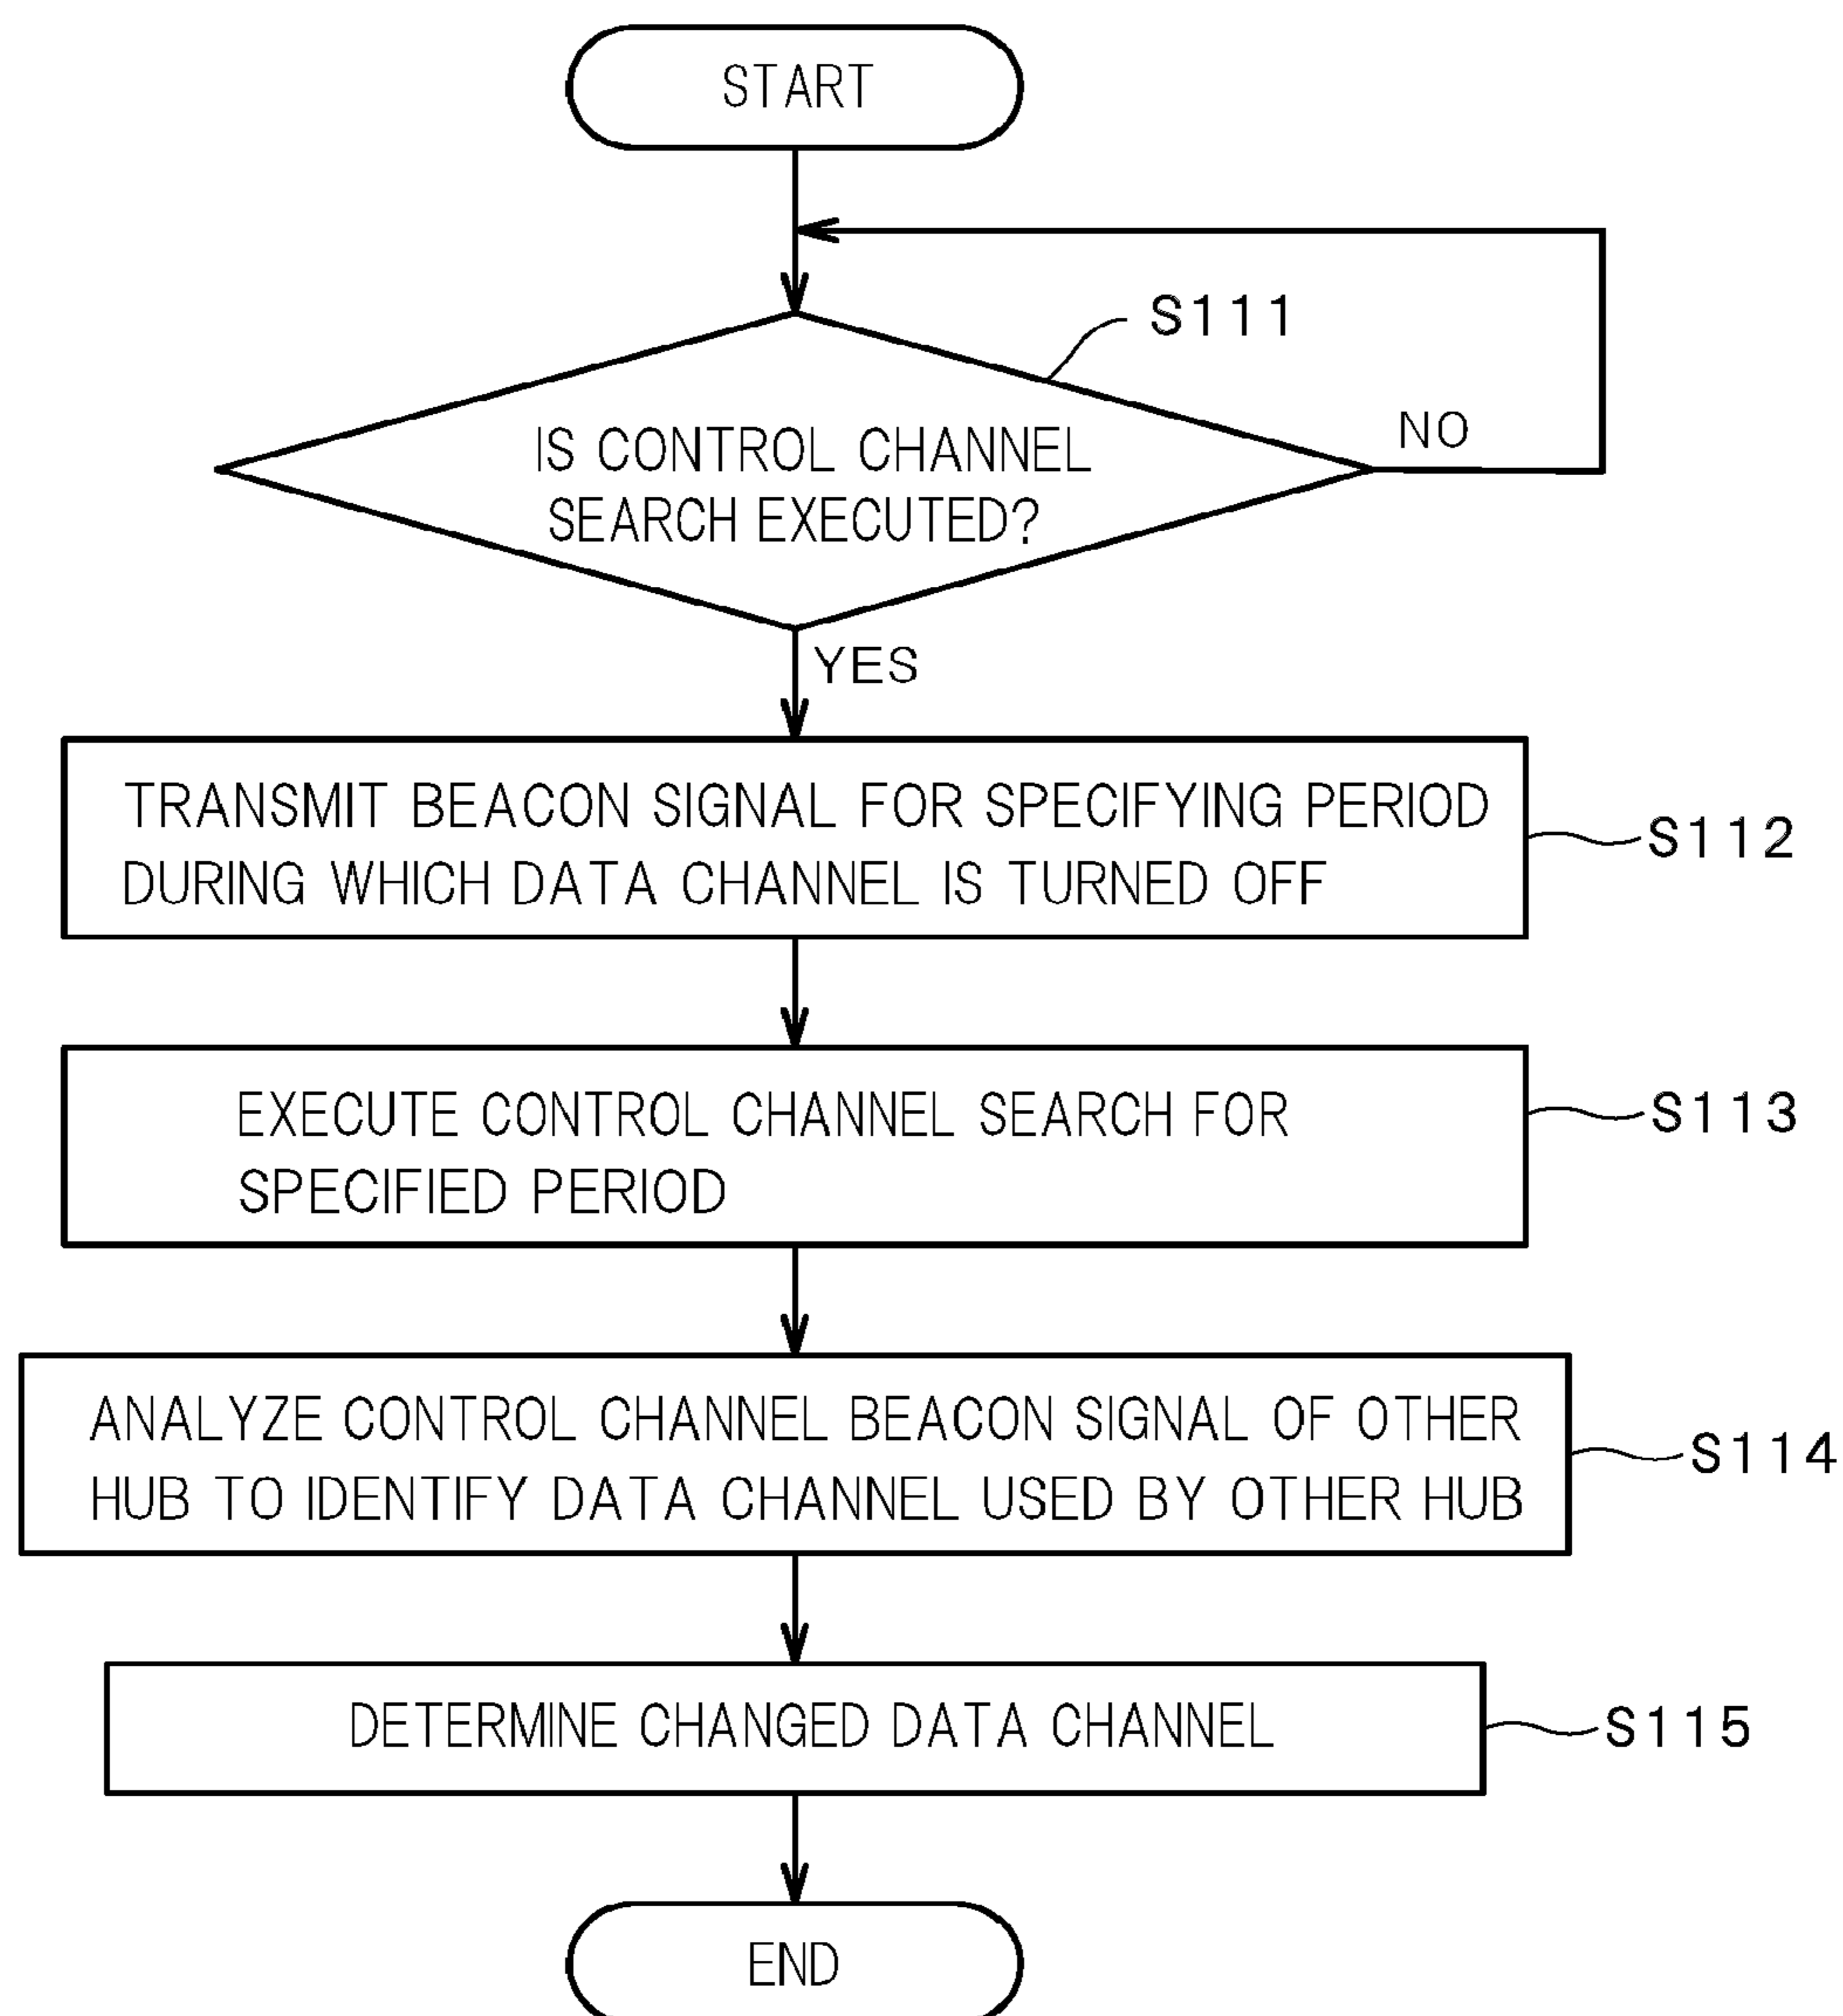 START
S111
NO
IS CONTROL CHANNEL
SEARCH EXECUTED?
YES
TRANSMIT BEACON SIGNAL FOR SPECIFYING PERIOD
DURING WHICH DATA CHANNEL IS TURNED OFF
S112
EXECUTE CONTROL CHANNEL SEARCH FOR
SPECIFIED PERIOD
S113
ANALYZE CONTROL CHANNEL BEACON SIGNAL OF OTHER
HUB TO IDENTIFY DATA CHANNEL USED BY OTHER HUB
S114
DETERMINE CHANGED DATA CHANNEL
S115
END